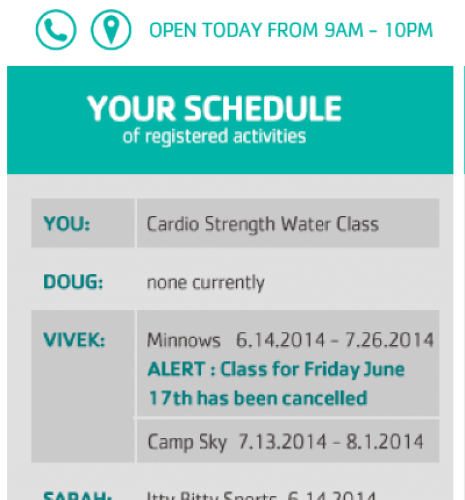 OPEN TODAY FROM 9AM - 10PM
YOUR SCHEDULE
of registered activities
YOU: Cardio Strength Water Class
DOUG: none currently
VIVEK: Minnows 6.14.2014 - 7.26.2014
ALERT : Class for Friday June
17th has been cancelled
Camp Sky 7.13.2014 - 8.1.2014
SARAH: Itty Bitty Sports 6.14.2014